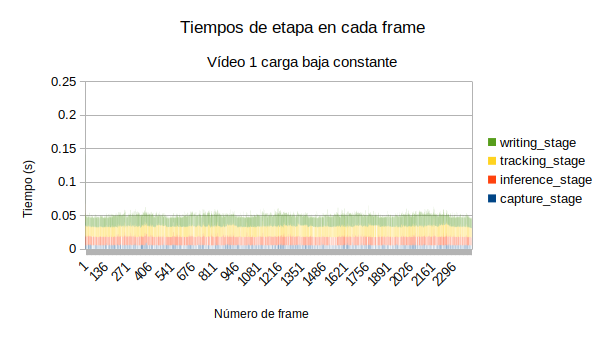 Tiempos de etapa en cada frame
Vídeo 1 carga baja constante
0.25
0.2
0.15
0.1
0.05
0
Tiempo (s)
writing_stage
tracking_stage
inference_stage
capture_stage
1 136 271 406 541 676 811 946 1081 1216 1351 1486 1621 1756 1891 2026 2161 2296
Número de frame